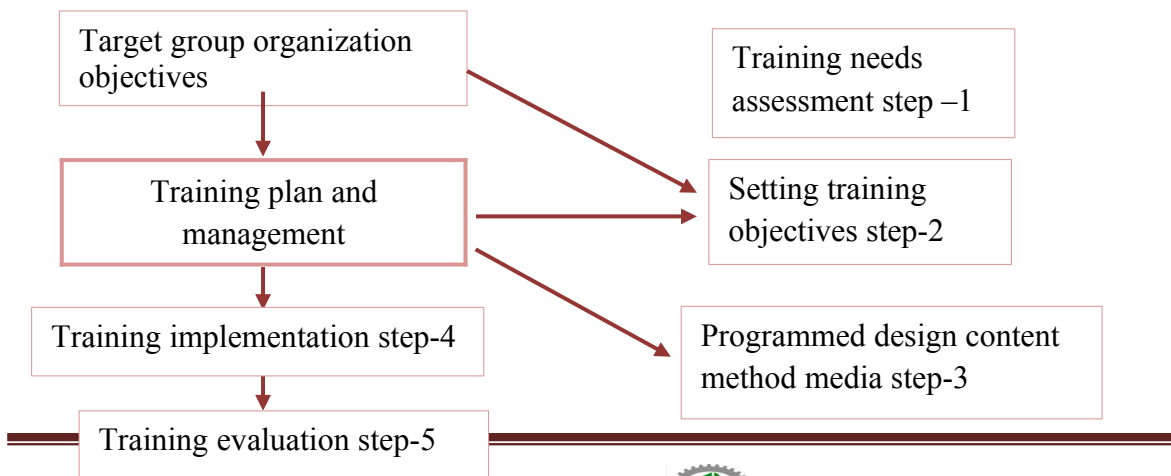 Target group organization
objectives
Training needs
assessment step –1
Training plan and
management
Setting training
objectives step-2
Training implementation step-4
Programmed design content
method media step-3
Training evaluation step-5